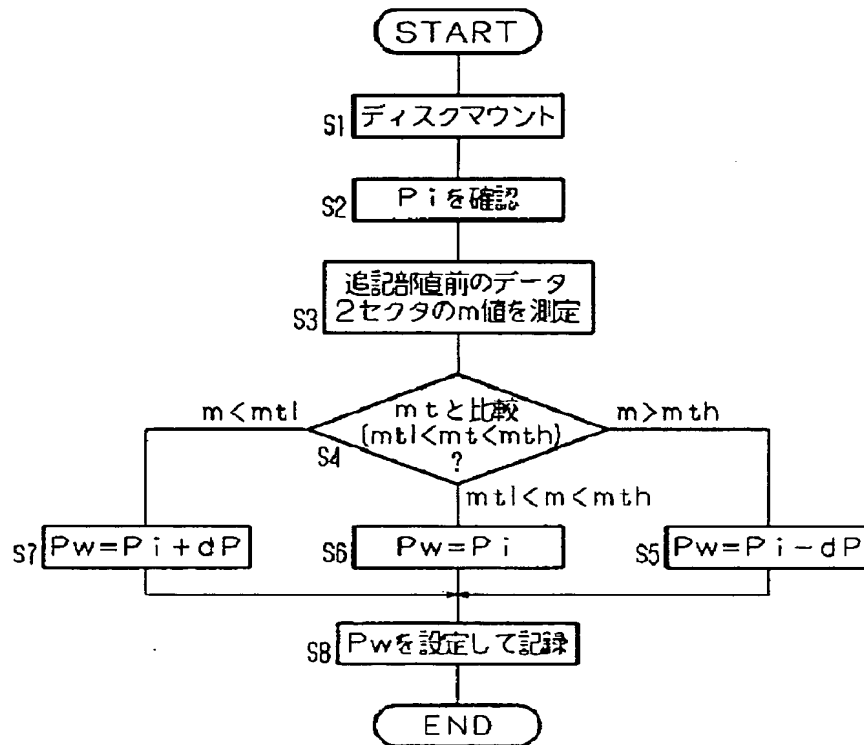 START
S1 ディスクマウント
S2 Piを確認
追記部直前のデータ
S3 2セクタのm値を測定
m<mtl
mtと比較
m>mth
(mtl<mt<mth)
S4 ?
mtl<m<mth
S7 Pw=Pi+dP
S6 Pw=Pi
S5 Pw=Pi-dP
S8 Pwを設定して記録
END